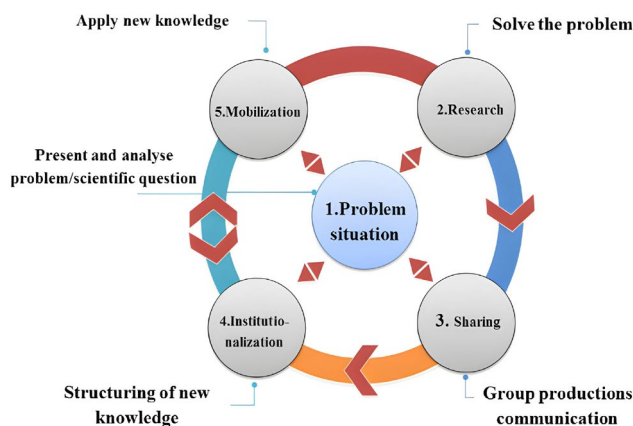 Apply new knowledge
Solve the problem
5.Mobilization
2.Research
Present and analyse
problem/scientific question
1.Problem
situation
4.Institutio-
nalization
3. Sharing
Structuring of new
knowledge
Group productions
communication